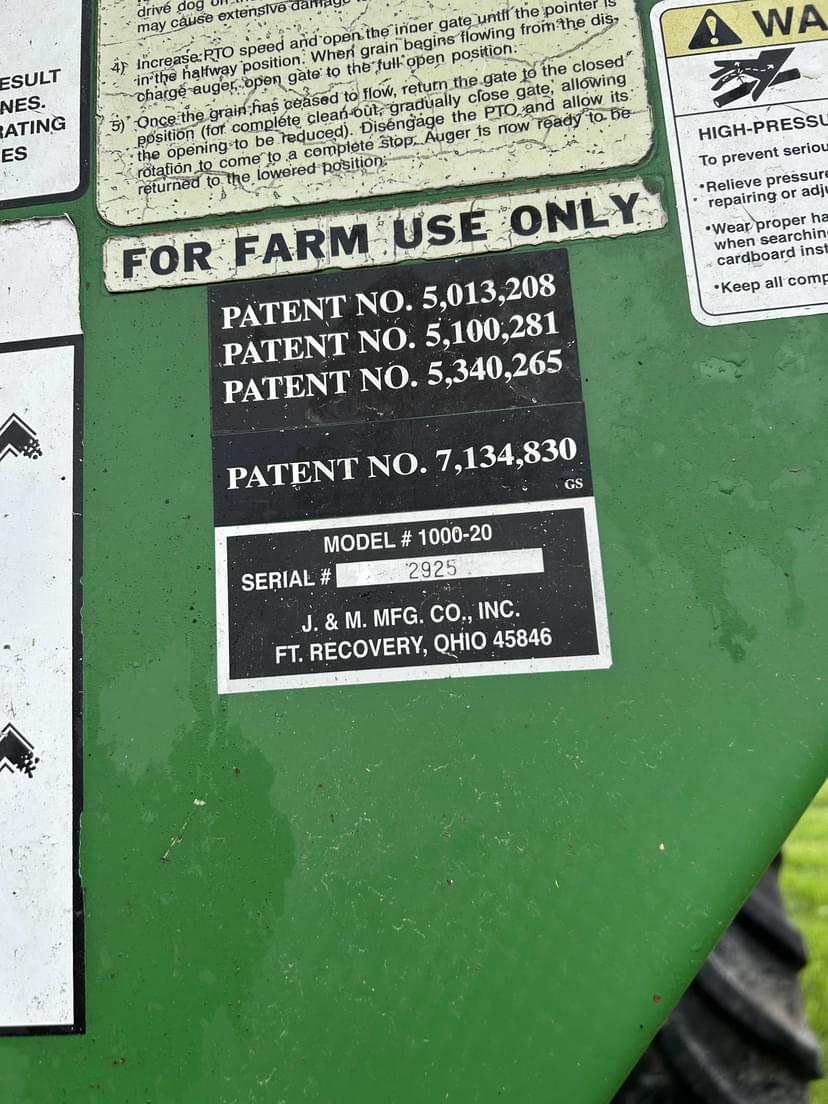 drive dog on
may cause extensive damage
4) Increase PTO speed and open the inner gate until the pointer is
in the halfway position. When grain begins flowing from the dis-
charge auger, open gate to the full open position.
5) Once the grain has ceased to flow, return the gate to the closed
position (for complete clean out, gradually close gate, allowing
the opening to be reduced). Disengage the PTO and allow its
rotation to come to a complete stop. Auger is now ready to be
returned to the lowered position.
ESULT
NES.
RATING
ES
FOR FARM USE ONLY
PATENT NO. 5,013,208
PATENT NO. 5,100,281
PATENT NO. 5,340,265
PATENT NO. 7,134,830
GS
MODEL # 1000-20
SERIAL # 2925
J. & M. MFG. CO., INC.
FT. RECOVERY, OHIO 45846
WA
HIGH-PRESSU
To prevent seriou
•Relieve pressure
repairing or adj
•Wear proper ha
when searching
cardboard inst
•Keep all comp